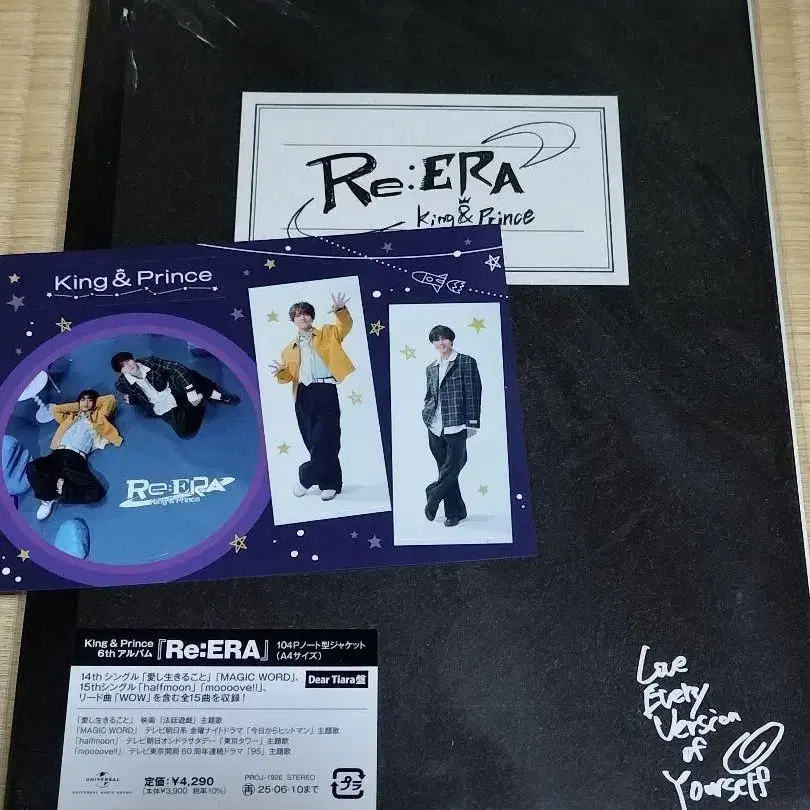 Re:ERA
King & Prince
King & Prince
Re:ERA
King & Prince
King & Prince
6th アルバム『Re:ERA』 104Pノート型ジャケット
(A4サイズ)
14th シングル「愛し生きること」「MAGIC WORD」、
15thシングル「halfmoon」「moooove!!」、
リード曲「WOW」を含む全15曲を収録!
Dear Tiara盤
「愛し生きること」 映画「法廷遊戯」主題歌
「MAGIC WORD」 テレビ朝日系 金曜ナイトドラマ「今日からヒットマン」主題歌
「halfmoon」 テレビ朝日オシドラサタデー「東京タワー」主題歌
「moooove!!」 テレビ東京開局60周年連続ドラマ「95」主題歌
UNIVERSAL
UNIVERSAL MUSIC GROUP
定価:¥4,290
[本体¥3,900 税率10%]
PROJ-1926 STEREO
再 25・06・10まで
プラ
Love
Every
Version
of
Yourself